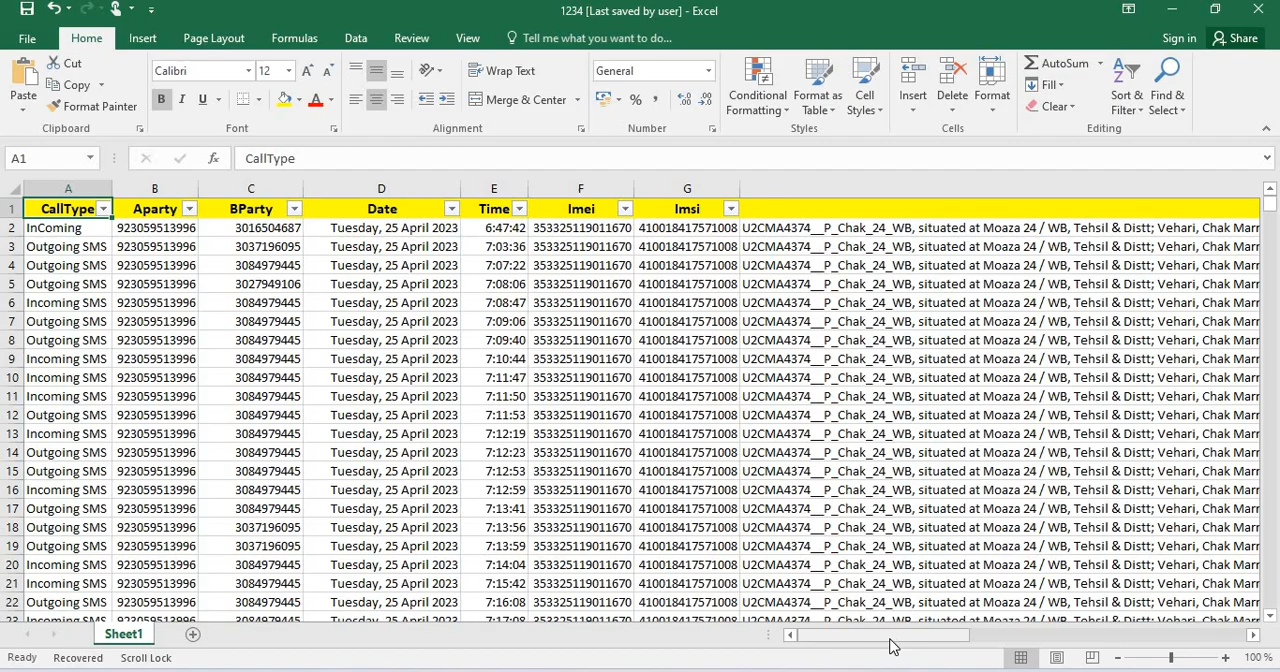 1234 [Last saved by user] - Excel
File Home Insert Page Layout Formulas Data Review View Tell me what you want to do... Sign in Share
Paste Cut Copy Format Painter Clipboard
Calibri 12 B I U A Font
Wrap Text Merge & Center Alignment
General % , Number
Conditional Formatting Format as Table Cell Styles Styles
Insert Delete Format Cells
AutoSum Fill Clear Sort & Filter Find & Select Editing
A1 fx CallType
A B C D E F G
1 CallType Aparty BParty Date Time Imei Imsi
2 InComing 923059513996 3016504687 Tuesday, 25 April 2023 6:47:42 353325119011670 410018417571008 U2CMA4374__P_Chak_24_WB, situated at Moaza 24 / WB, Tehsil & Distt; Vehari, Chak Marr
3 Outgoing SMS 923059513996 3037196095 Tuesday, 25 April 2023 7:03:36 353325119011670 410018417571008 U2CMA4374__P_Chak_24_WB, situated at Moaza 24 / WB, Tehsil & Distt; Vehari, Chak Marr
4 Outgoing SMS 923059513996 3084979445 Tuesday, 25 April 2023 7:07:22 353325119011670 410018417571008 U2CMA4374__P_Chak_24_WB, situated at Moaza 24 / WB, Tehsil & Distt; Vehari, Chak Marr
5 Outgoing SMS 923059513996 3027949106 Tuesday, 25 April 2023 7:08:06 353325119011670 410018417571008 U2CMA4374__P_Chak_24_WB, situated at Moaza 24 / WB, Tehsil & Distt; Vehari, Chak Marr
6 Incoming SMS 923059513996 3084979445 Tuesday, 25 April 2023 7:08:47 353325119011670 410018417571008 U2CMA4374__P_Chak_24_WB, situated at Moaza 24 / WB, Tehsil & Distt; Vehari, Chak Marr
7 Outgoing SMS 923059513996 3084979445 Tuesday, 25 April 2023 7:09:06 353325119011670 410018417571008 U2CMA4374__P_Chak_24_WB, situated at Moaza 24 / WB, Tehsil & Distt; Vehari, Chak Marr
8 Outgoing SMS 923059513996 3084979445 Tuesday, 25 April 2023 7:09:40 353325119011670 410018417571008 U2CMA4374__P_Chak_24_WB, situated at Moaza 24 / WB, Tehsil & Distt; Vehari, Chak Marr
9 Incoming SMS 923059513996 3084979445 Tuesday, 25 April 2023 7:10:44 353325119011670 410018417571008 U2CMA4374__P_Chak_24_WB, situated at Moaza 24 / WB, Tehsil & Distt; Vehari, Chak Marr
10 Incoming SMS 923059513996 3084979445 Tuesday, 25 April 2023 7:11:47 353325119011670 410018417571008 U2CMA4374__P_Chak_24_WB, situated at Moaza 24 / WB, Tehsil & Distt; Vehari, Chak Marr
11 Incoming SMS 923059513996 3084979445 Tuesday, 25 April 2023 7:11:50 353325119011670 410018417571008 U2CMA4374__P_Chak_24_WB, situated at Moaza 24 / WB, Tehsil & Distt; Vehari, Chak Marr
12 Outgoing SMS 923059513996 3084979445 Tuesday, 25 April 2023 7:11:53 353325119011670 410018417571008 U2CMA4374__P_Chak_24_WB, situated at Moaza 24 / WB, Tehsil & Distt; Vehari, Chak Marr
13 Incoming SMS 923059513996 3084979445 Tuesday, 25 April 2023 7:12:19 353325119011670 410018417571008 U2CMA4374__P_Chak_24_WB, situated at Moaza 24 / WB, Tehsil & Distt; Vehari, Chak Marr
14 Outgoing SMS 923059513996 3084979445 Tuesday, 25 April 2023 7:12:23 353325119011670 410018417571008 U2CMA4374__P_Chak_24_WB, situated at Moaza 24 / WB, Tehsil & Distt; Vehari, Chak Marr
15 Outgoing SMS 923059513996 3084979445 Tuesday, 25 April 2023 7:12:53 353325119011670 410018417571008 U2CMA4374__P_Chak_24_WB, situated at Moaza 24 / WB, Tehsil & Distt; Vehari, Chak Marr
16 Incoming SMS 923059513996 3084979445 Tuesday, 25 April 2023 7:12:59 353325119011670 410018417571008 U2CMA4374__P_Chak_24_WB, situated at Moaza 24 / WB, Tehsil & Distt; Vehari, Chak Marr
17 Outgoing SMS 923059513996 3084979445 Tuesday, 25 April 2023 7:13:41 353325119011670 410018417571008 U2CMA4374__P_Chak_24_WB, situated at Moaza 24 / WB, Tehsil & Distt; Vehari, Chak Marr
18 Outgoing SMS 923059513996 3037196095 Tuesday, 25 April 2023 7:13:56 353325119011670 410018417571008 U2CMA4374__P_Chak_24_WB, situated at Moaza 24 / WB, Tehsil & Distt; Vehari, Chak Marr
19 Outgoing SMS 923059513996 3037196095 Tuesday, 25 April 2023 7:13:59 353325119011670 410018417571008 U2CMA4374__P_Chak_24_WB, situated at Moaza 24 / WB, Tehsil & Distt; Vehari, Chak Marr
20 Incoming SMS 923059513996 3084979445 Tuesday, 25 April 2023 7:14:04 353325119011670 410018417571008 U2CMA4374__P_Chak_24_WB, situated at Moaza 24 / WB, Tehsil & Distt; Vehari, Chak Marr
21 Incoming SMS 923059513996 3084979445 Tuesday, 25 April 2023 7:15:42 353325119011670 410018417571008 U2CMA4374__P_Chak_24_WB, situated at Moaza 24 / WB, Tehsil & Distt; Vehari, Chak Marr
22 Outgoing SMS 923059513996 3084979445 Tuesday, 25 April 2023 7:16:08 353325119011670 410018417571008 U2CMA4374__P_Chak_24_WB, situated at Moaza 24 / WB, Tehsil & Distt; Vehari, Chak Marr
Sheet1
Ready Recovered Scroll Lock 100 %